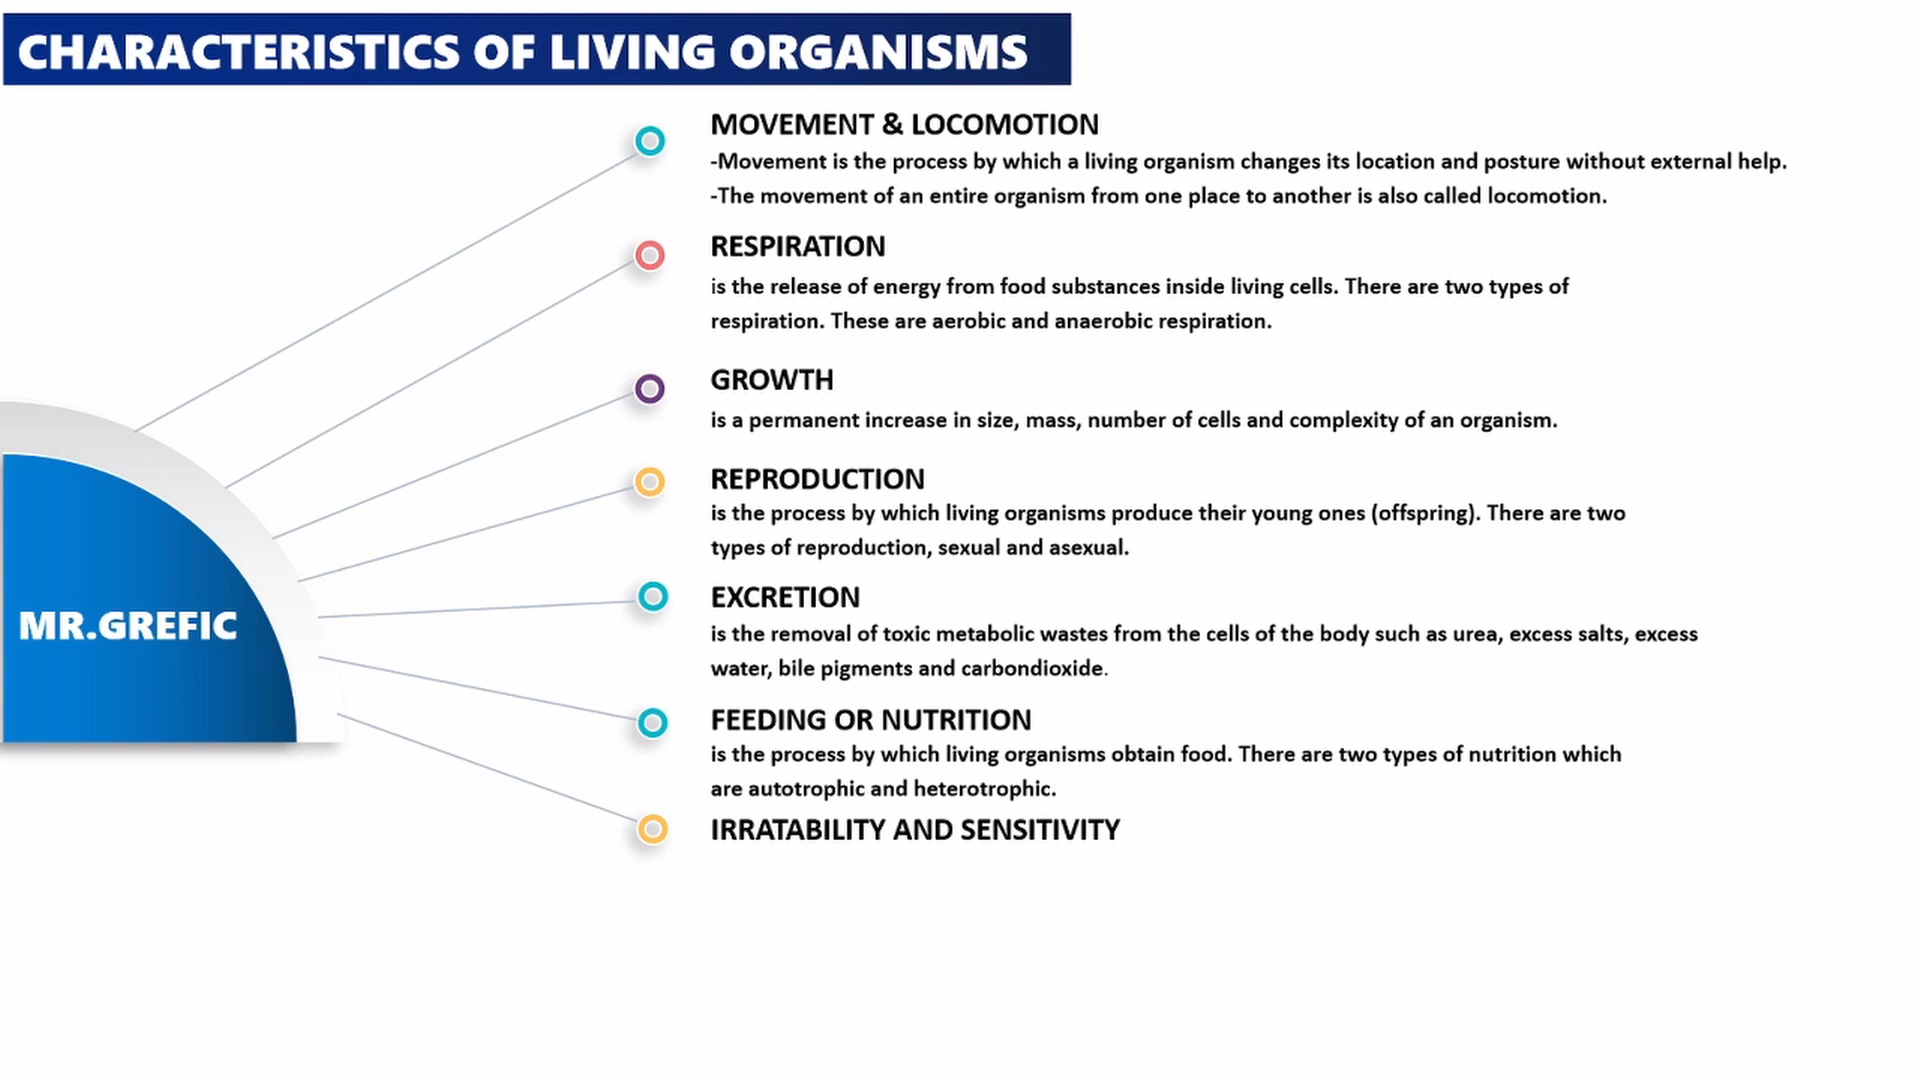 CHARACTERISTICS OF LIVING ORGANISMS
MOVEMENT & LOCOMOTION
-Movement is the process by which a living organism changes its location and posture without external help.
-The movement of an entire organism from one place to another is also called locomotion.
RESPIRATION
is the release of energy from food substances inside living cells. There are two types of
respiration. These are aerobic and anaerobic respiration.
GROWTH
is a permanent increase in size, mass, number of cells and complexity of an organism.
REPRODUCTION
is the process by which living organisms produce their young ones (offspring). There are two
types of reproduction, sexual and asexual.
EXCRETION
is the removal of toxic metabolic wastes from the cells of the body such as urea, excess salts, excess
water, bile pigments and carbondioxide.
FEEDING OR NUTRITION
is the process by which living organisms obtain food. There are two types of nutrition which
are autotrophic and heterotrophic.
IRRATABILITY AND SENSITIVITY
MR.GREFIC